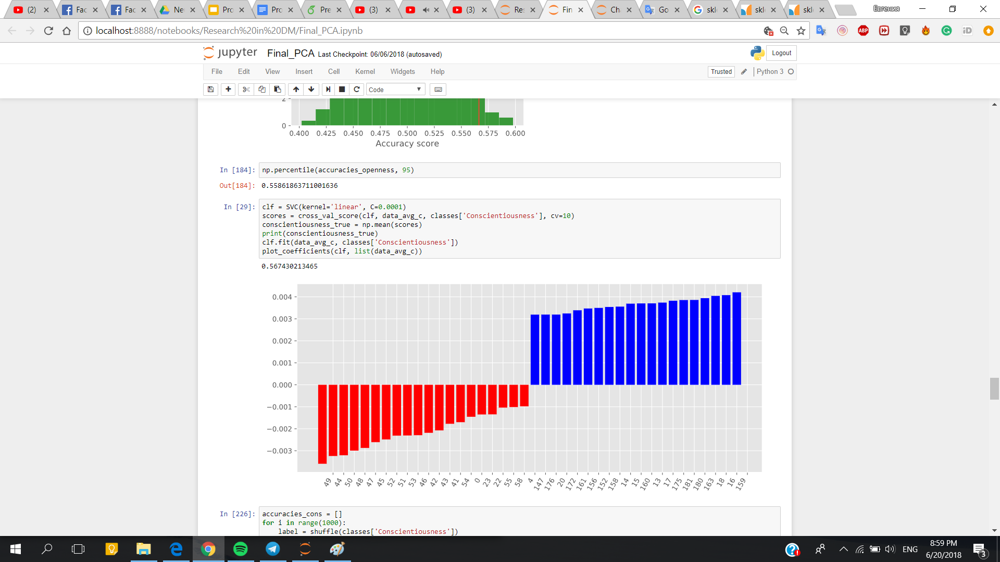 (2)
Fac
Fac
Ne
Pro
Pro
Pre
(3)
(3)
Re
Fin
Ch
Go
skl
skl
skl
Евгения
localhost:8888/notebooks/Research%20in%20DM/Final_PCA.ipynb
ABP
iD
jupyter Final_PCA Last Checkpoint: 06/06/2018 (autosaved)
Logout
File Edit View Insert Cell Kernel Widgets Help
Trusted
Python 3
Code
2
0
0.400 0.425 0.450 0.475 0.500 0.525 0.550 0.575 0.600
Accuracy score
In [184]: np.percentile(accuracies_openness, 95)
Out[184]: 0.55861863711001636
In [29]: clf = SVC(kernel='linear', C=0.0001)
scores = cross_val_score(clf, data_avg_c, classes['Conscientiousness'], cv=10)
conscientiousness_true = np.mean(scores)
print(conscientiousness_true)
clf.fit(data_avg_c, classes['Conscientiousness'])
plot_coefficients(clf, list(data_avg_c))
0.567430213465
0.004
0.003
0.002
0.001
0.000
−0.001
−0.002
−0.003
49 44 50 48 47 45 52 51 53 46 42 43 41 54 0 23 22 55 58 4 147 176 20 172 161 156 152 158 14 15 160 13 17 175 181 180 163 18 16 159
In [226]: accuracies_cons = []
for i in range(1000):
label = shuffle(classes['Conscientiousness'])
ENG
8:59 PM
6/20/2018
3